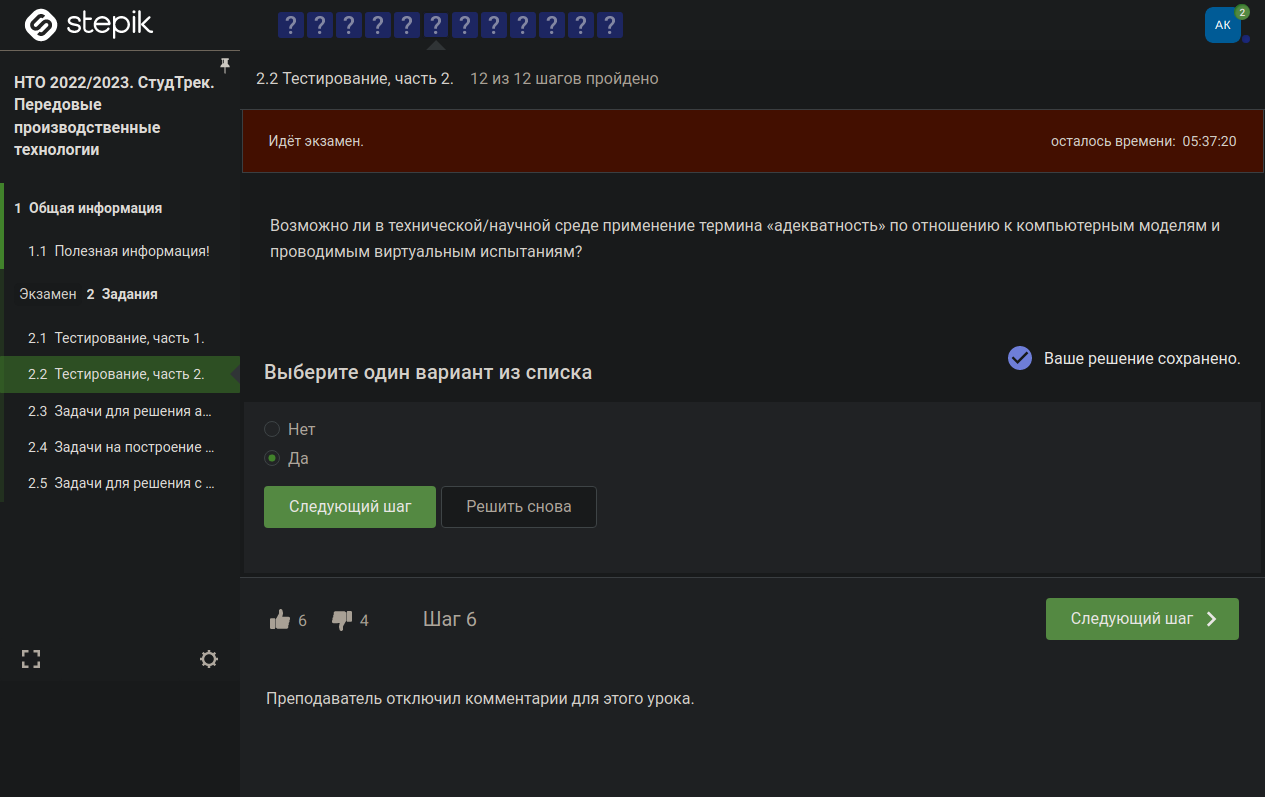 stepik
? ? ? ? ? ? ? ? ? ? ? ?
АК
2
НТО 2022/2023. СтудТрек.
Передовые
производственные
технологии
1 Общая информация
1.1 Полезная информация!
Экзамен 2 Задания
2.1 Тестирование, часть 1.
2.2 Тестирование, часть 2.
2.3 Задачи для решения а...
2.4 Задачи на построение ...
2.5 Задачи для решения с ...
2.2 Тестирование, часть 2. 12 из 12 шагов пройдено
Идёт экзамен. осталось времени: 05:37:20
Возможно ли в технической/научной среде применение термина «адекватность» по отношению к компьютерным моделям и
проводимым виртуальным испытаниям?
Ваше решение сохранено.
Выберите один вариант из списка
Нет
Да
Следующий шаг Решить снова
6 4 Шаг 6 Следующий шаг
Преподаватель отключил комментарии для этого урока.